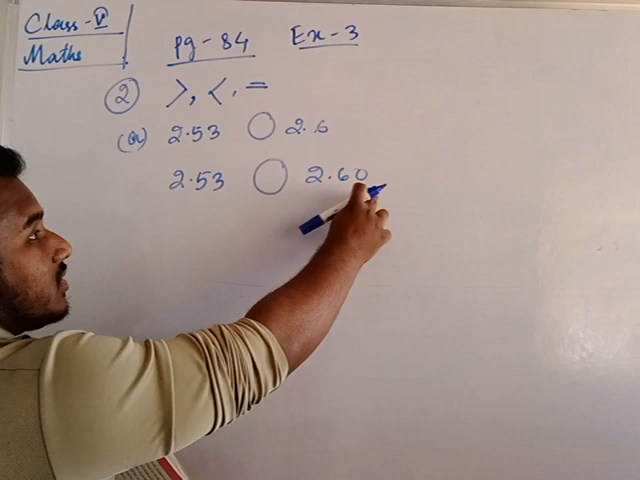 Class - V
Maths
Pg - 84 Ex - 3
2 >, <, =
(a) 2.53 2.6
2.53 2.60